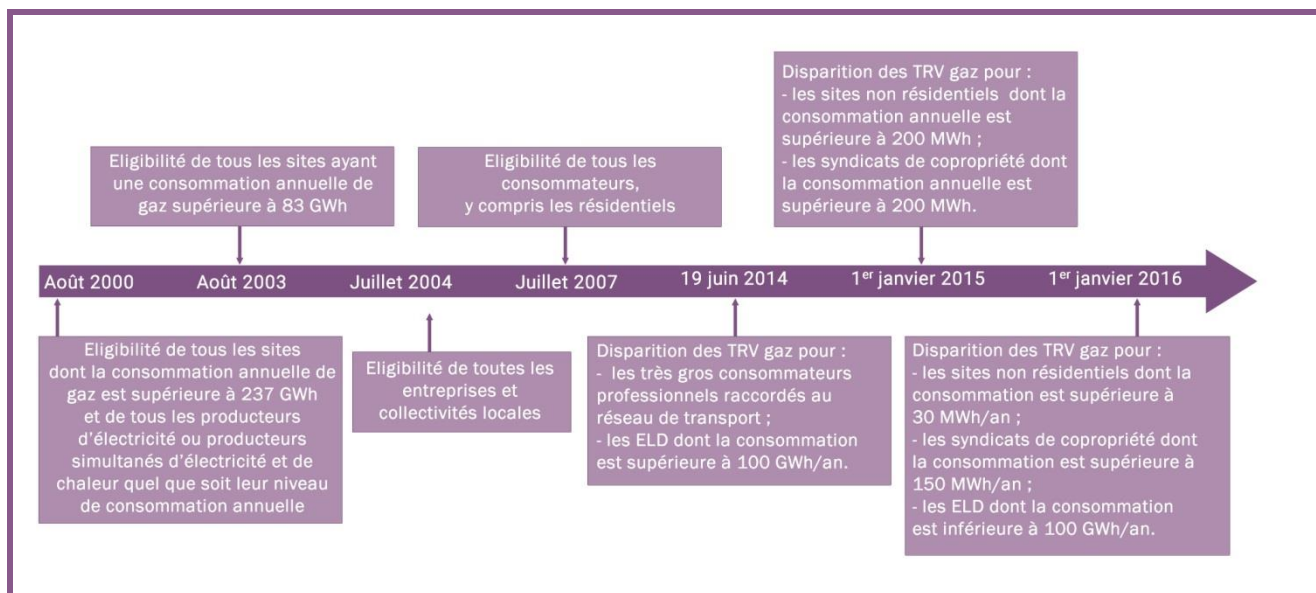 Disparition des TRV gaz pour :
- les sites non résidentiels dont la
consommation annuelle est
supérieure à 200 MWh ;
- les syndicats de copropriété dont
la consommation annuelle est
supérieure à 200 MWh.
Eligibilité de tous les sites ayant
une consommation annuelle de
gaz supérieure à 83 GWh
Eligibilité de tous les
consommateurs,
y compris les résidentiels
Août 2000 Août 2003 Juillet 2004 Juillet 2007 19 juin 2014 1er janvier 2015 1er janvier 2016
Eligibilité de tous les sites
dont la consommation annuelle de
gaz est supérieure à 237 GWh
et de tous les producteurs
d'électricité ou producteurs
simultanés d'électricité et de
chaleur quel que soit leur niveau
de consommation annuelle
Eligibilité de toutes les
entreprises et
collectivités locales
Disparition des TRV gaz pour :
- les très gros consommateurs
professionnels raccordés au
réseau de transport ;
- les ELD dont la consommation
est supérieure à 100 GWh/an.
Disparition des TRV gaz pour :
- les sites non résidentiels dont la
consommation est supérieure à
30 MWh/an ;
- les syndicats de copropriété dont
la consommation est supérieure à
150 MWh/an ;
- les ELD dont la consommation
est inférieure à 100 GWh/an.